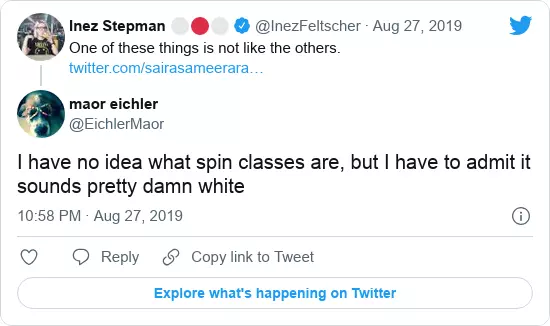 Inez Stepman ⚪🔴⚪ @InezFeltscher · Aug 27, 2019
One of these things is not like the others.
twitter.com/sairasameerara…
maor eichler
@EichlerMaor
I have no idea what spin classes are, but I have to admit it
sounds pretty damn white
10:58 PM · Aug 27, 2019
Reply
Copy link to Tweet
Explore what's happening on Twitter